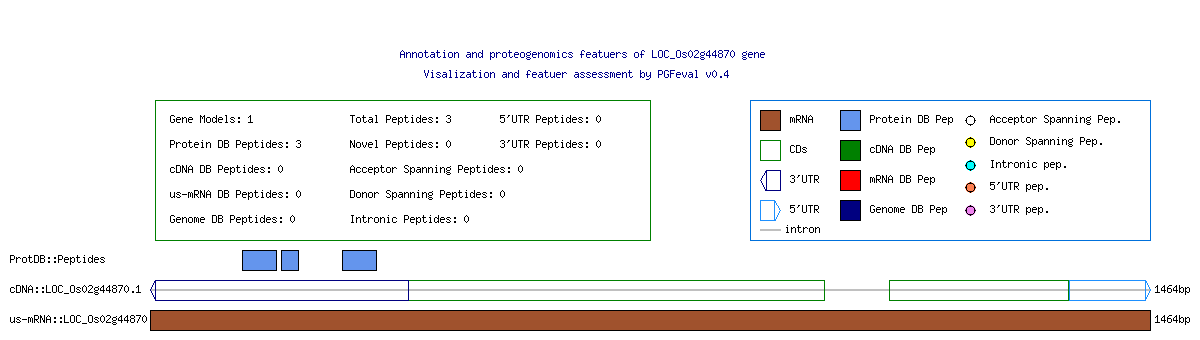 Annotation and proteogenomics featuers of LOC_Os02g44870 gene
Visalization and featuer assessment by PGFeval v0.4
Gene Models: 1
Total Peptides: 3
5'UTR Peptides: 0
Protein DB Peptides: 3
Novel Peptides: 0
3'UTR Peptides: 0
cDNA DB Peptides: 0
Acceptor Spanning Peptides: 0
us-mRNA DB Peptides: 0
Donor Spanning Peptides: 0
Genome DB Peptides: 0
Intronic Peptides: 0
mRNA
Protein DB Pep
Acceptor Spanning Pep.
CDs
cDNA DB Pep
Donor Spanning Pep.
3'UTR
mRNA DB Pep
Intronic pep.
5'UTR
Genome DB Pep
5'UTR pep.
3'UTR pep.
intron
ProtDB::Peptides
cDNA::LOC_Os02g44870.1
1464bp
us-mRNA::LOC_Os02g44870
1464bp